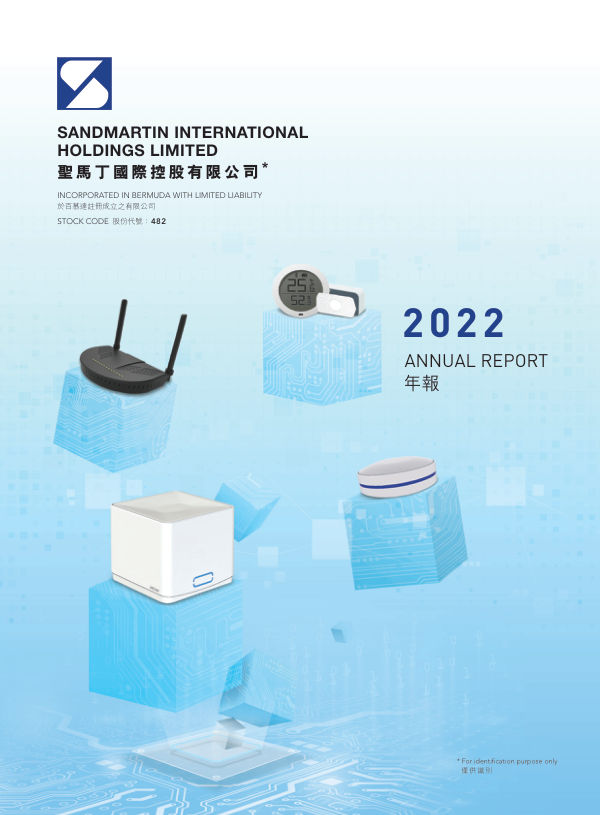 SANDMARTIN INTERNATIONAL
HOLDINGS LIMITED
聖馬丁國際控股有限公司*
INCORPORATED IN BERMUDA WITH LIMITED LIABILITY
於百慕達註冊成立之有限公司
STOCK CODE 股份代號：482
25
52
2022
ANNUAL REPORT
年報
* For identification purpose only
僅供識別